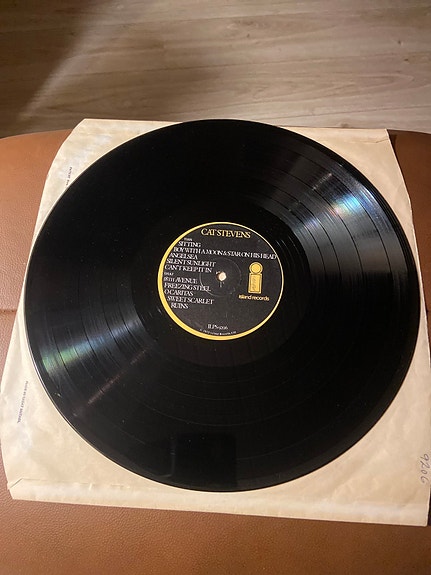 CAT STEVENS
SITTING
BOY WITH A MOON & STAR ON HIS HEAD
ANGELSEA
SILENT SUNLIGHT
CAN'T KEEP IT IN
18TH AVENUE
FREEZING STEEL
O CARITAS
SWEET SCARLET
RUINS
island records
ILPS 9206
9206